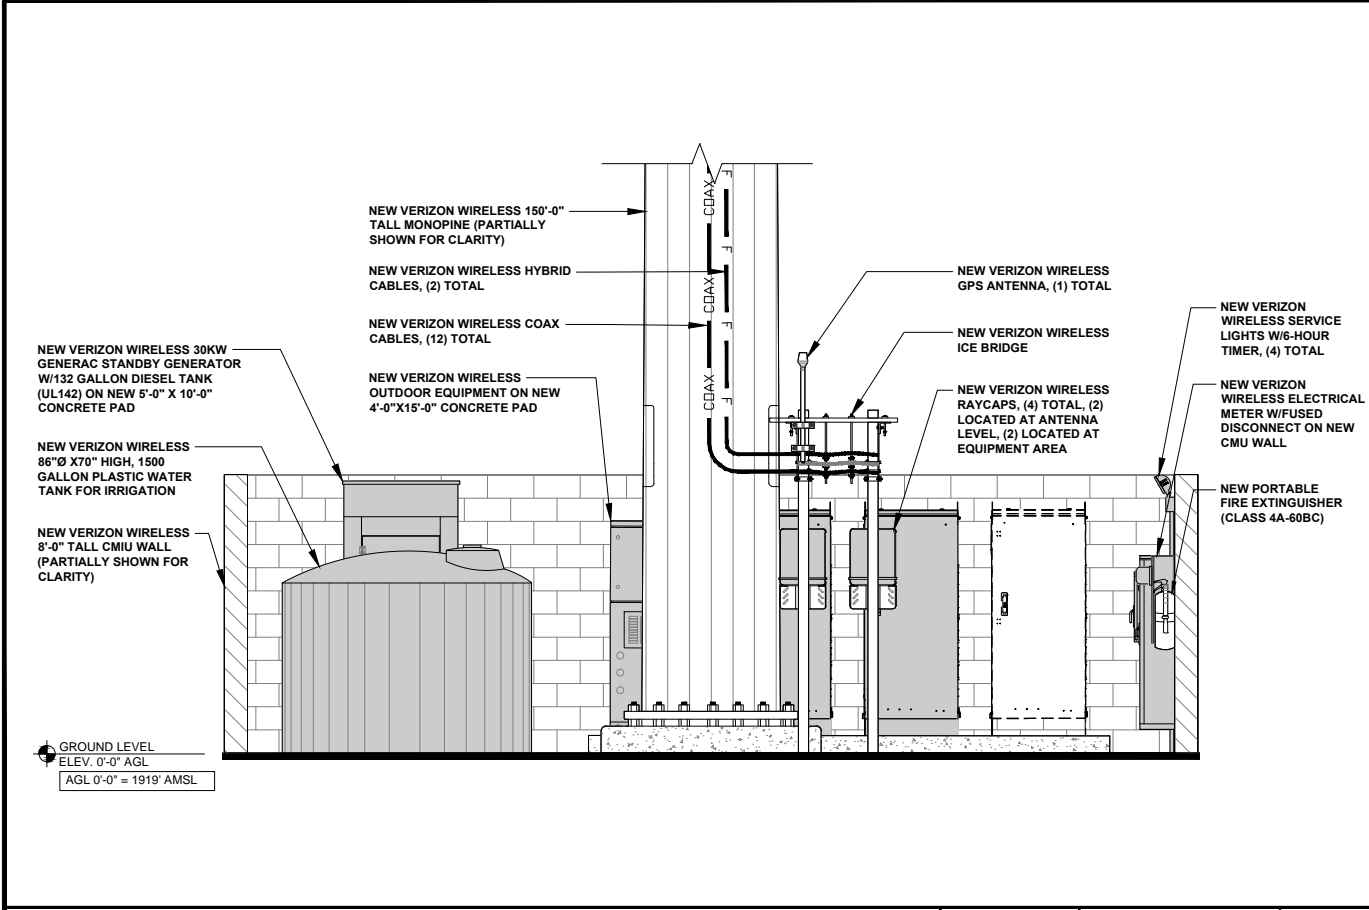 NEW VERIZON WIRELESS 150'-0"
TALL MONOPINE (PARTIALLY
SHOWN FOR CLARITY)
NEW VERIZON WIRELESS HYBRID
CABLES, (2) TOTAL
NEW VERIZON WIRELESS COAX
CABLES, (12) TOTAL
NEW VERIZON WIRELESS
OUTDOOR EQUIPMENT ON NEW
4'-0"X15'-0" CONCRETE PAD
NEW VERIZON WIRELESS 30KW
GENERAC STANDBY GENERATOR
W/132 GALLON DIESEL TANK
(UL142) ON NEW 5'-0" X 10'-0"
CONCRETE PAD
NEW VERIZON WIRELESS
86"Ø X70" HIGH, 1500
GALLON PLASTIC WATER
TANK FOR IRRIGATION
NEW VERIZON WIRELESS
8'-0" TALL CMIU WALL
(PARTIALLY SHOWN FOR
CLARITY)
COAX
F
F
COAX
F
COAX
F
NEW VERIZON WIRELESS
GPS ANTENNA, (1) TOTAL
NEW VERIZON WIRELESS
ICE BRIDGE
NEW VERIZON WIRELESS
RAYCAPS, (4) TOTAL, (2)
LOCATED AT ANTENNA
LEVEL, (2) LOCATED AT
EQUIPMENT AREA
NEW VERIZON
WIRELESS SERVICE
LIGHTS W/6-HOUR
TIMER, (4) TOTAL
NEW VERIZON
WIRELESS ELECTRICAL
METER W/FUSED
DISCONNECT ON NEW
CMU WALL
NEW PORTABLE
FIRE EXTINGUISHER
(CLASS 4A-60BC)
GROUND LEVEL
ELEV. 0'-0" AGL
AGL 0'-0" = 1919' AMSL